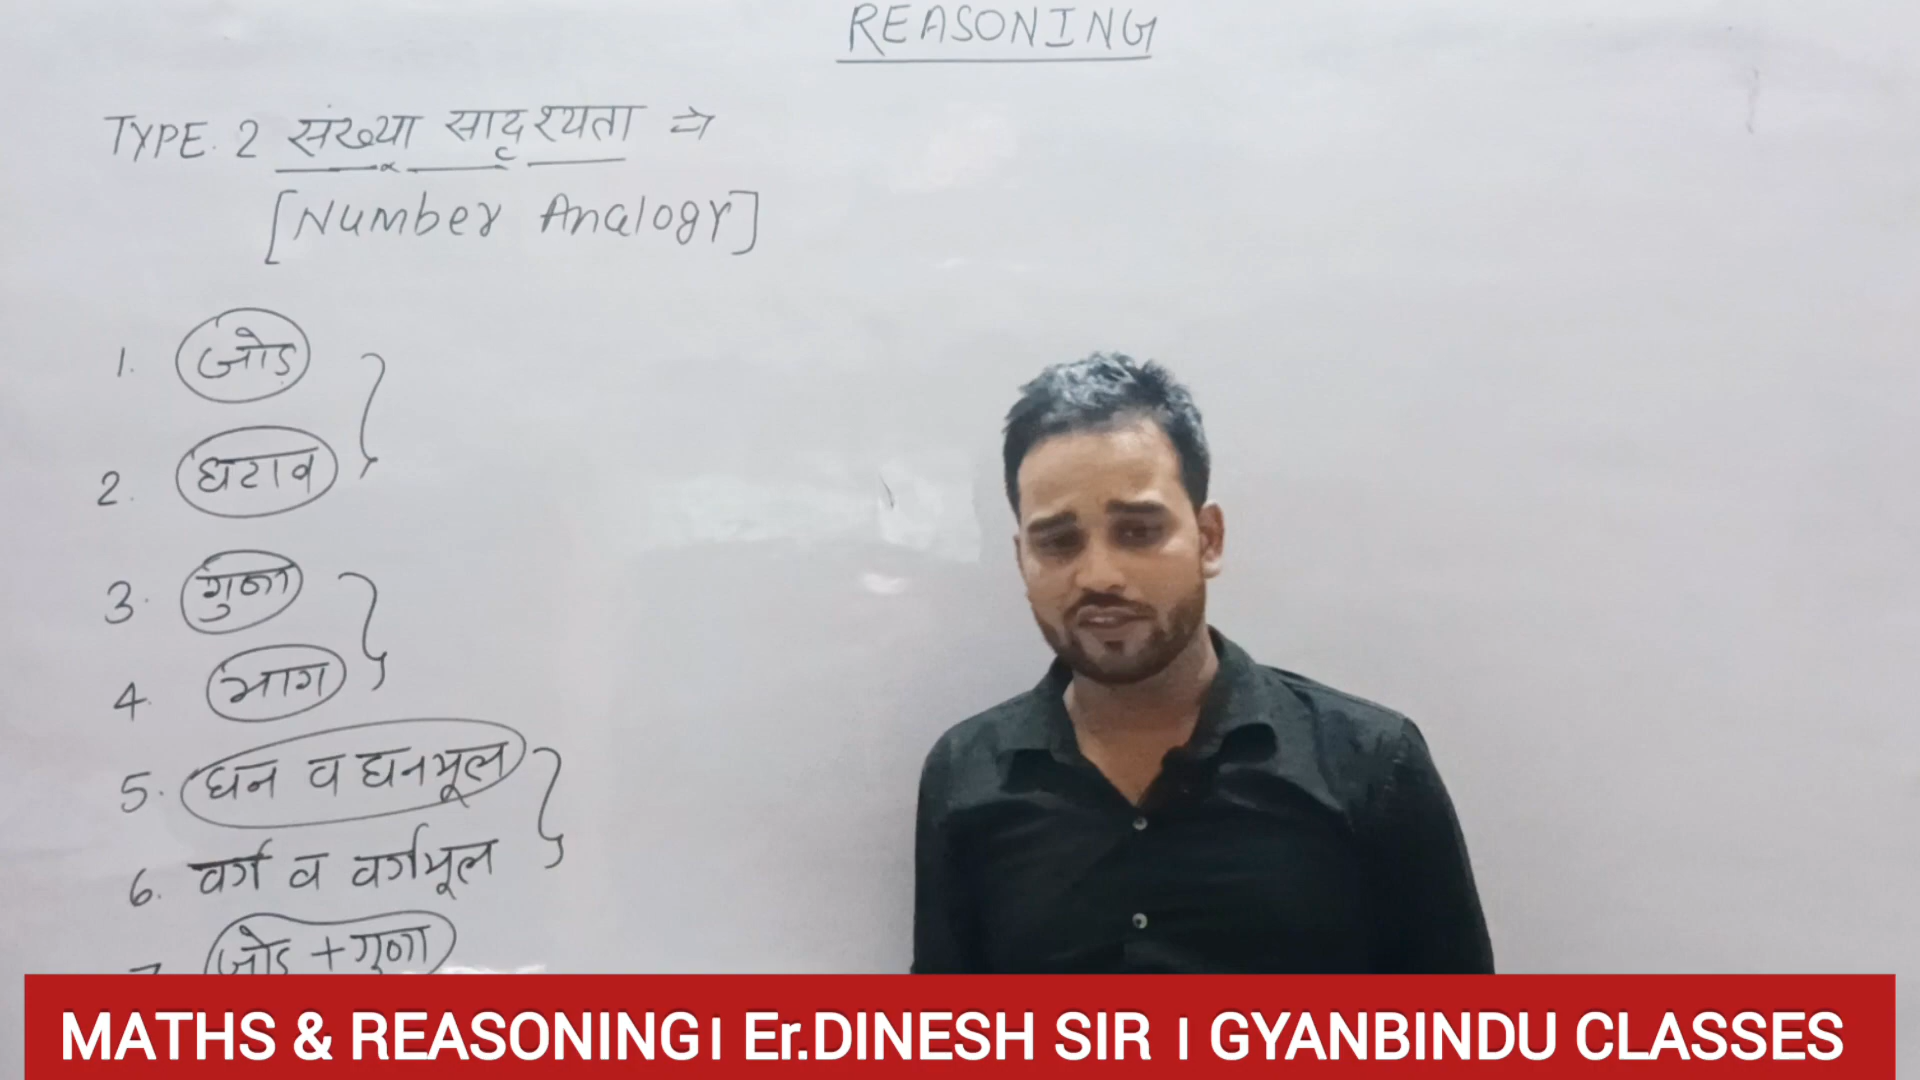 REASONING
TYPE. 2 संख्या सादृश्यता ⇒
[Number Analogy]
1. जोड़
2. घटाव
3. गुणा
4. भाग
5. घन व घनमूल
6. वर्ग व वर्गमूल
7. जोड़ + गुणा
MATHS & REASONING। Er.DINESH SIR । GYANBINDU CLASSES